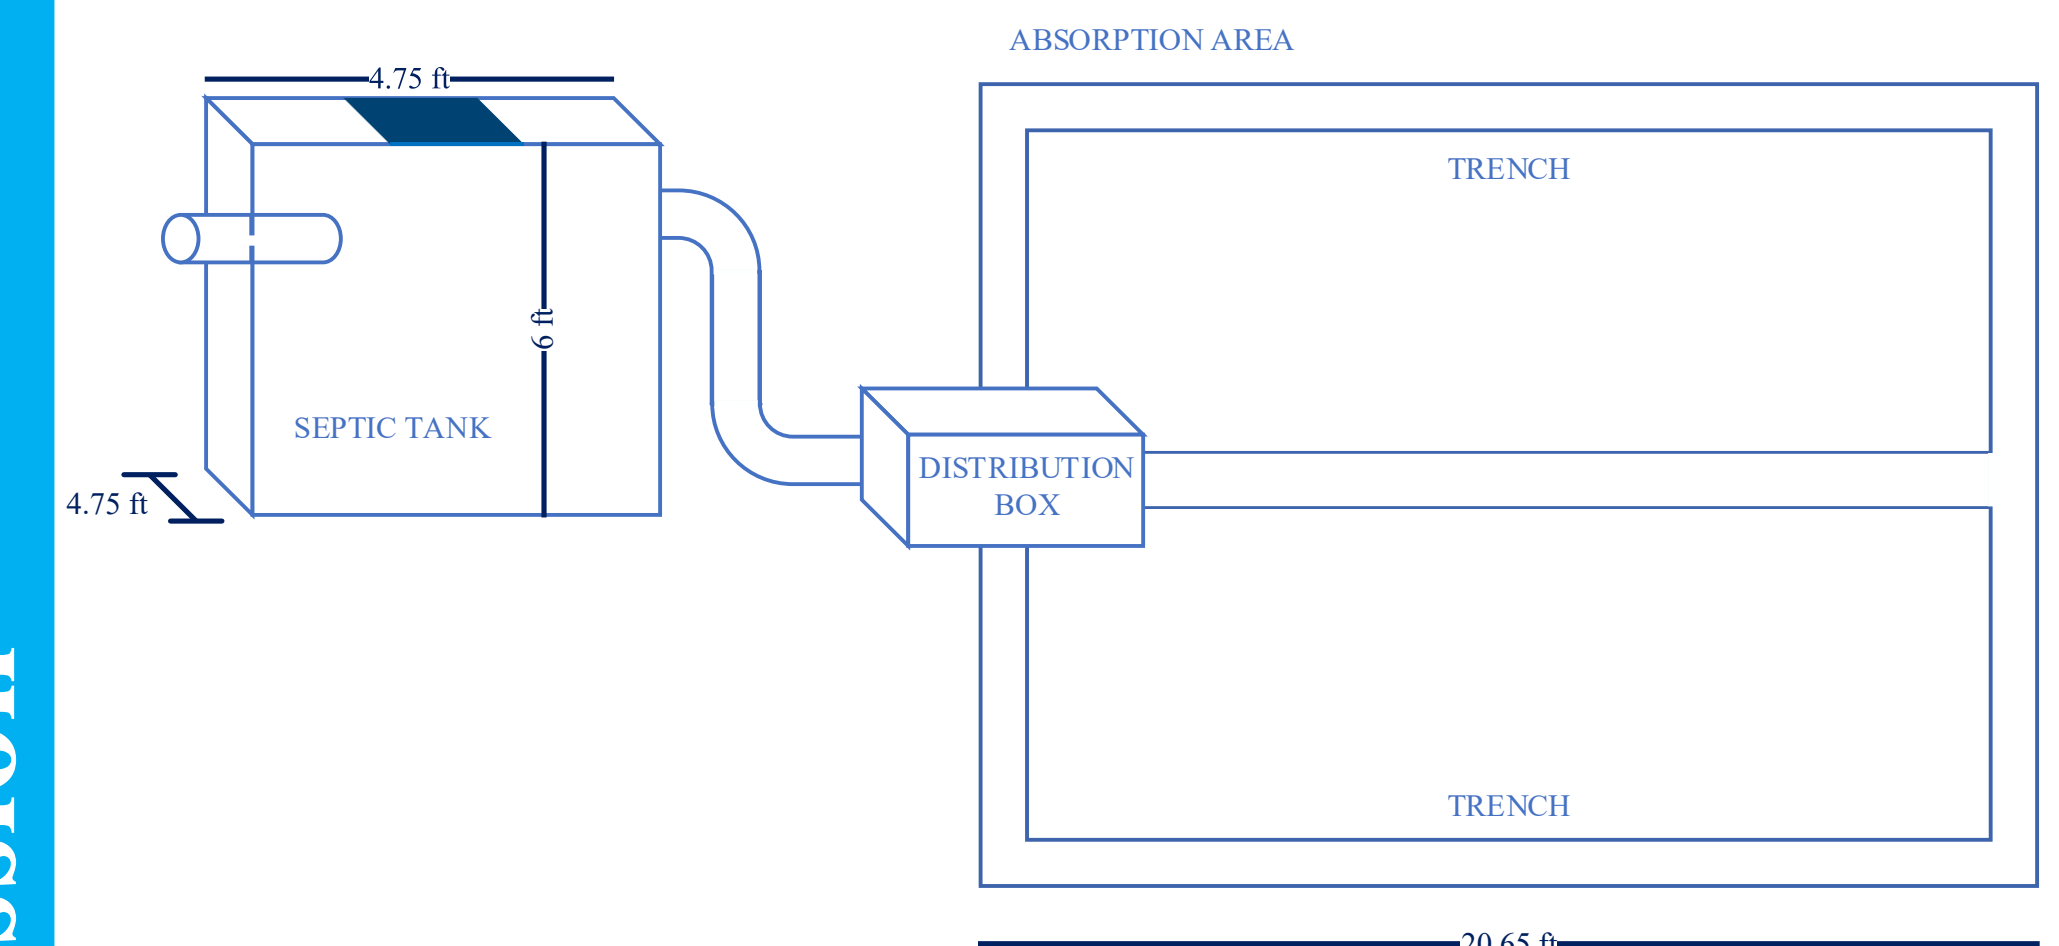 ABSORPTION AREA
4.75 ft
TRENCH
6 ft
SEPTIC TANK
4.75 ft
DISTRIBUTION
BOX
TRENCH
20.65 ft